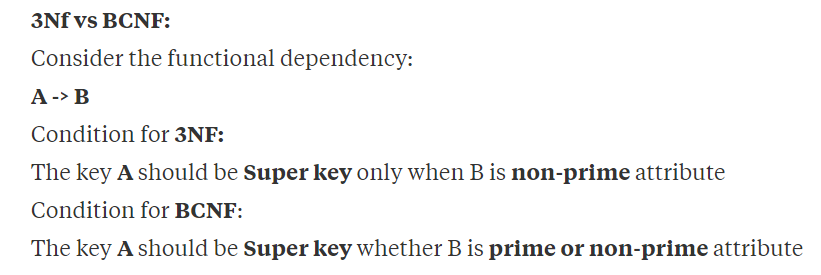 3Nf vs BCNF:
Consider the functional dependency:
A -> B
Condition for 3NF:
The key A should be Super key only when B is non-prime attribute
Condition for BCNF:
The key A should be Super key whether B is prime or non-prime attribute